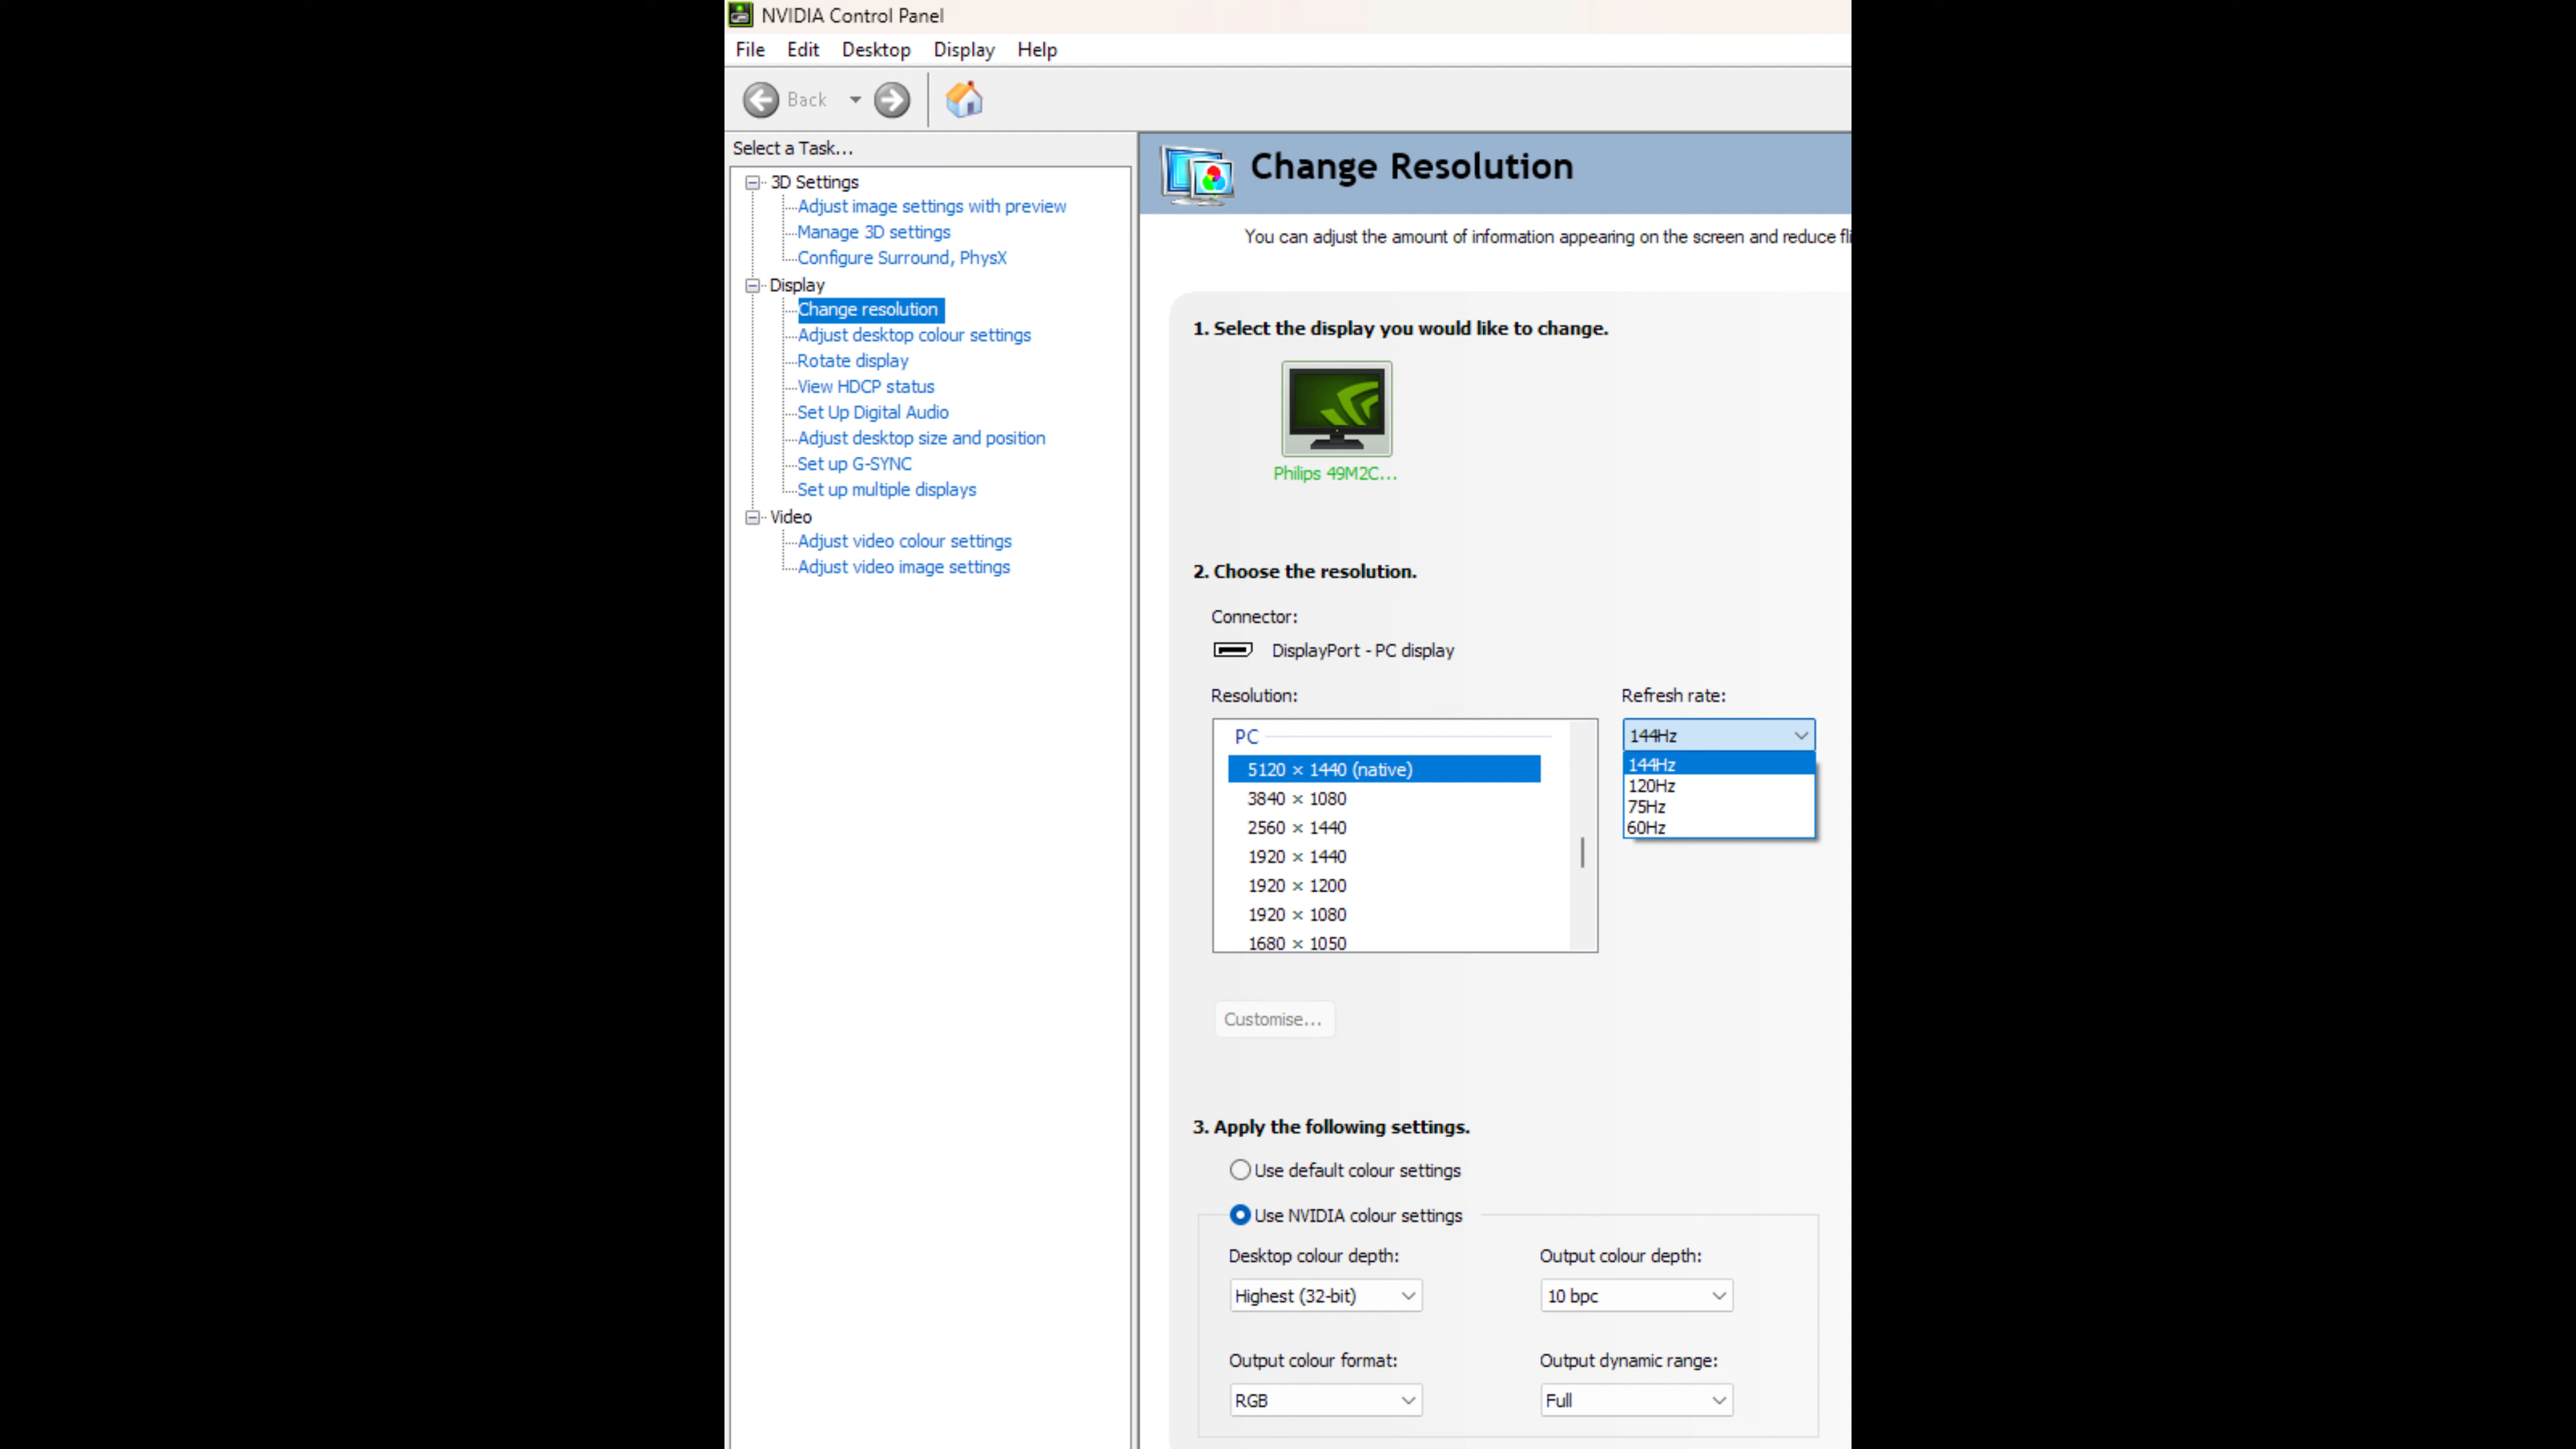 NVIDIA Control Panel
File Edit Desktop Display Help
Back
Select a Task...
3D Settings
Adjust image settings with preview
Manage 3D settings
Configure Surround, PhysX
Display
Change resolution
Adjust desktop colour settings
Rotate display
View HDCP status
Set Up Digital Audio
Adjust desktop size and position
Set up G-SYNC
Set up multiple displays
Video
Adjust video colour settings
Adjust video image settings
Change Resolution
You can adjust the amount of information appearing on the screen and reduce fli
1. Select the display you would like to change.
Philips 49M2C...
2. Choose the resolution.
Connector:
DisplayPort - PC display
Resolution:
PC
5120 × 1440 (native)
3840 × 1080
2560 × 1440
1920 × 1440
1920 × 1200
1920 × 1080
1680 × 1050
Refresh rate:
144Hz
144Hz
120Hz
75Hz
60Hz
Customise...
3. Apply the following settings.
Use default colour settings
Use NVIDIA colour settings
Desktop colour depth:
Highest (32-bit)
Output colour depth:
10 bpc
Output colour format:
RGB
Output dynamic range:
Full